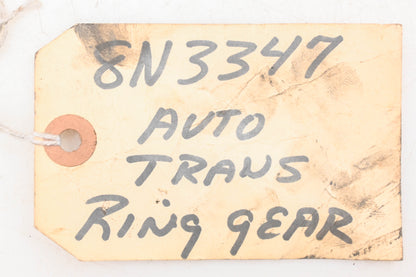 8N3347
AUTO
TRANS
RING GEAR